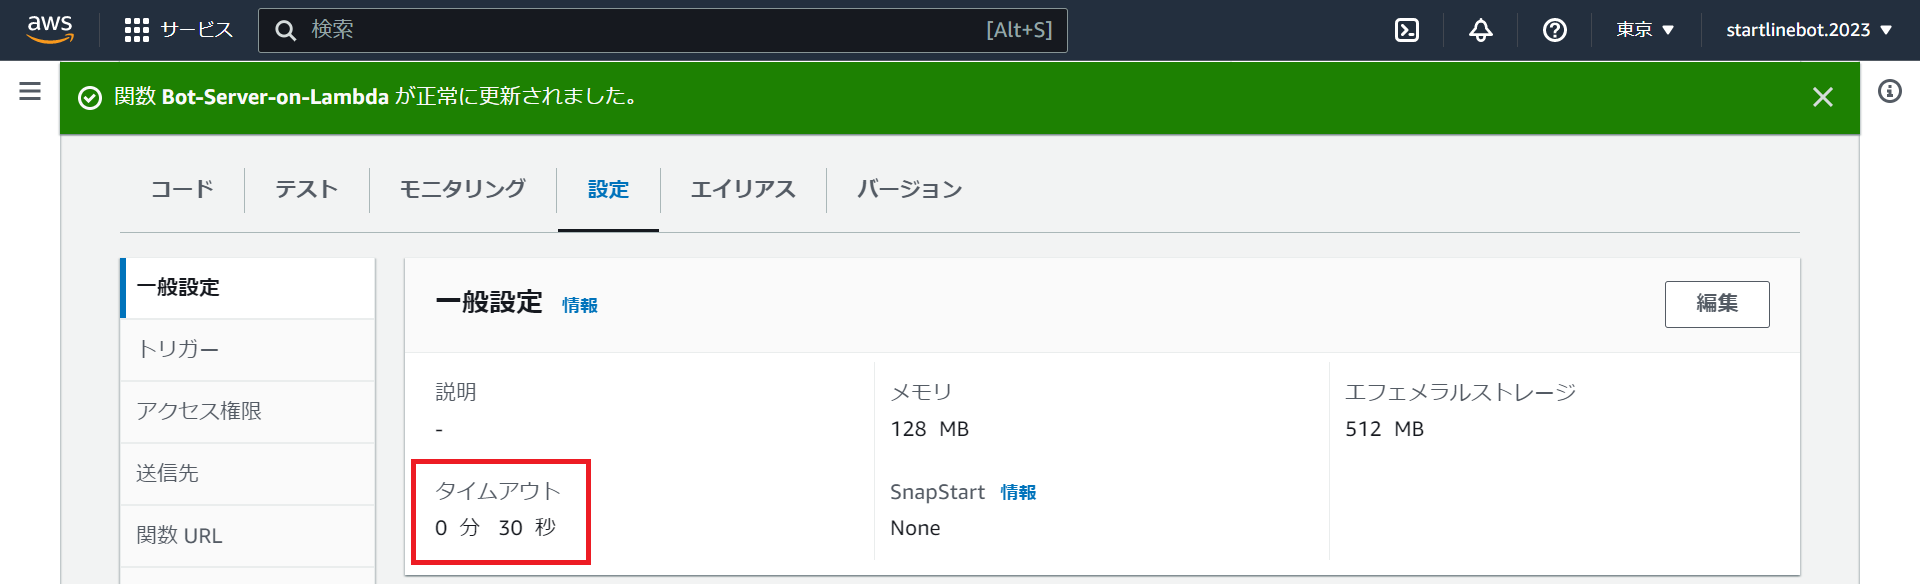 aws サービス 検索 [Alt+S] 東京 startlinebot.2023
関数 Bot-Server-on-Lambda が正常に更新されました。
コード テスト モニタリング 設定 エイリアス バージョン
一般設定
トリガー
アクセス権限
送信先
関数 URL
一般設定 情報 編集
説明
-
メモリ
128 MB
エフェメラルストレージ
512 MB
タイムアウト
0 分 30 秒
SnapStart 情報
None